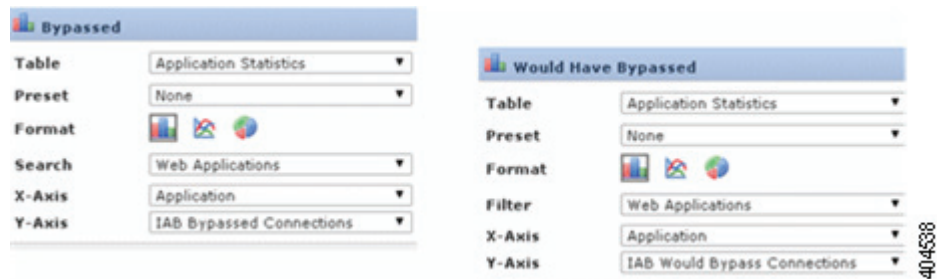 Bypassed
Table Application Statistics
Preset None
Format
Search Web Applications
X-Axis Application
Y-Axis IAB Bypassed Connections
Would Have Bypassed
Table Application Statistics
Preset None
Format
Filter Web Applications
X-Axis Application
Y-Axis IAB Would Bypass Connections
404538